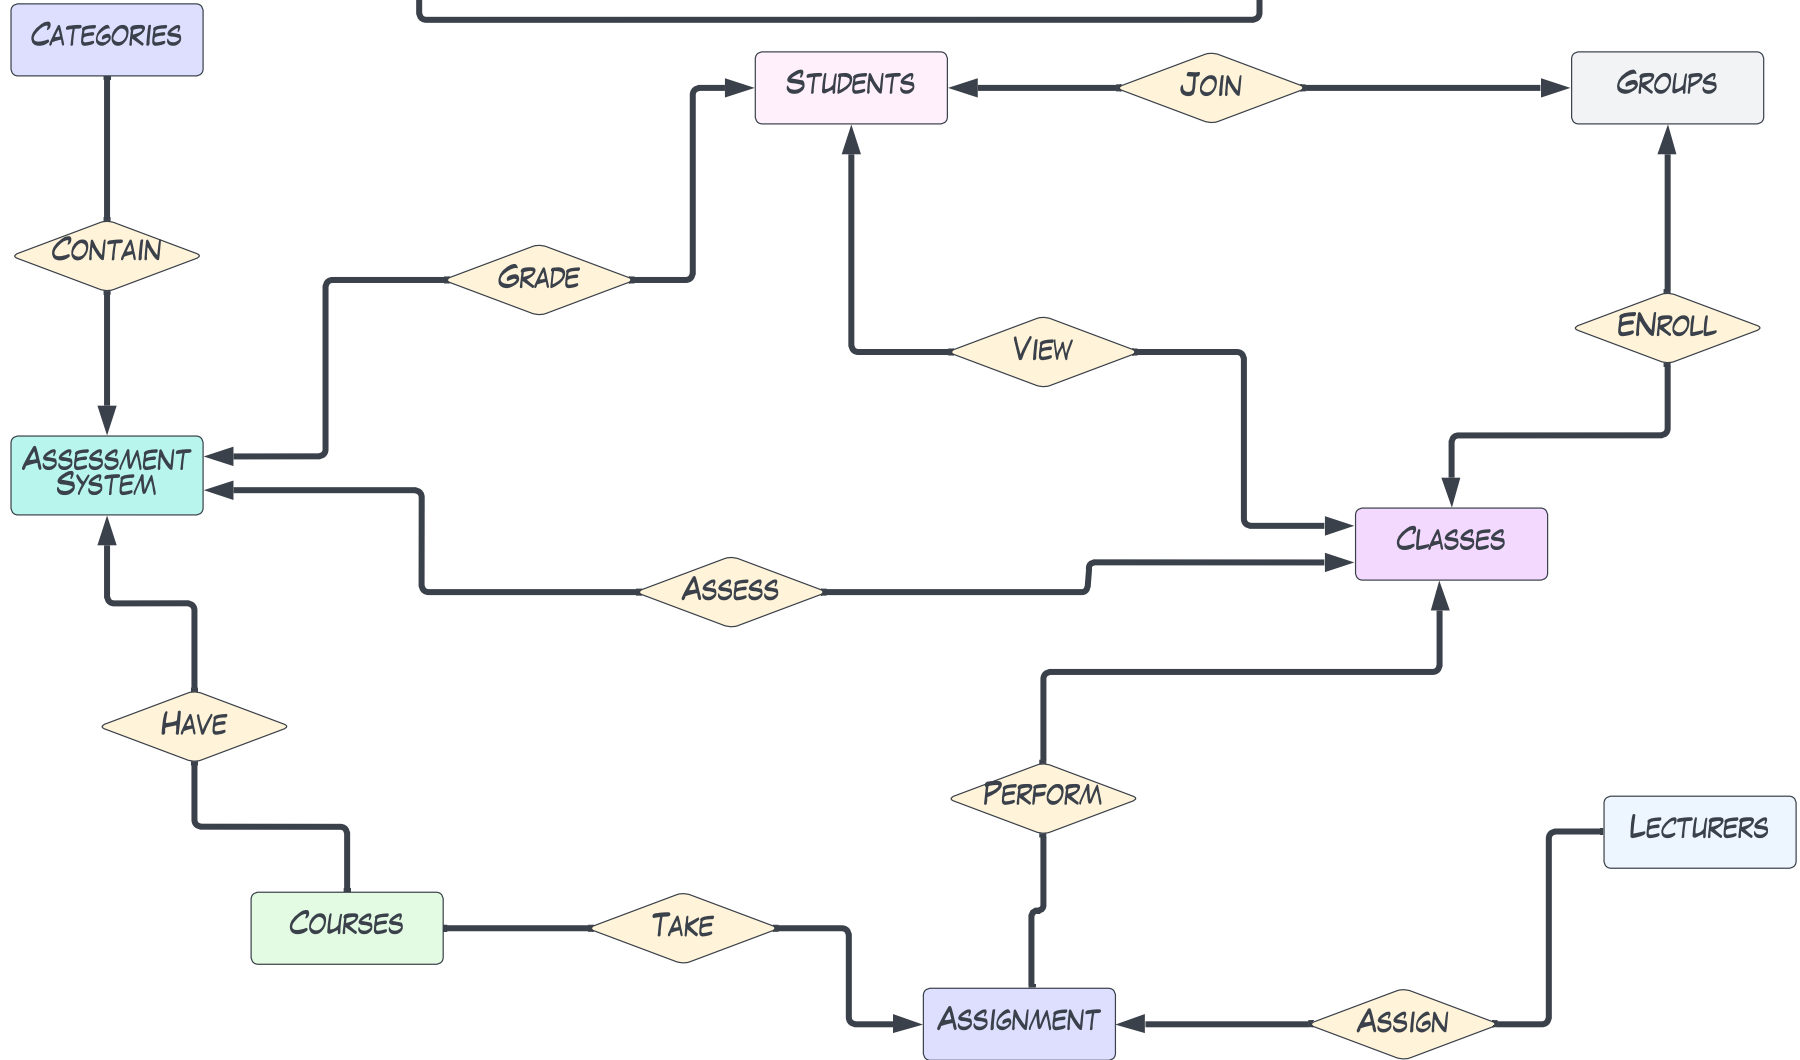 Categories
Students
Join
Groups
Contain
Grade
View
ENroll
Assessment
System
Classes
Assess
Have
Perform
Lecturers
Courses
Take
Assignment
Assign